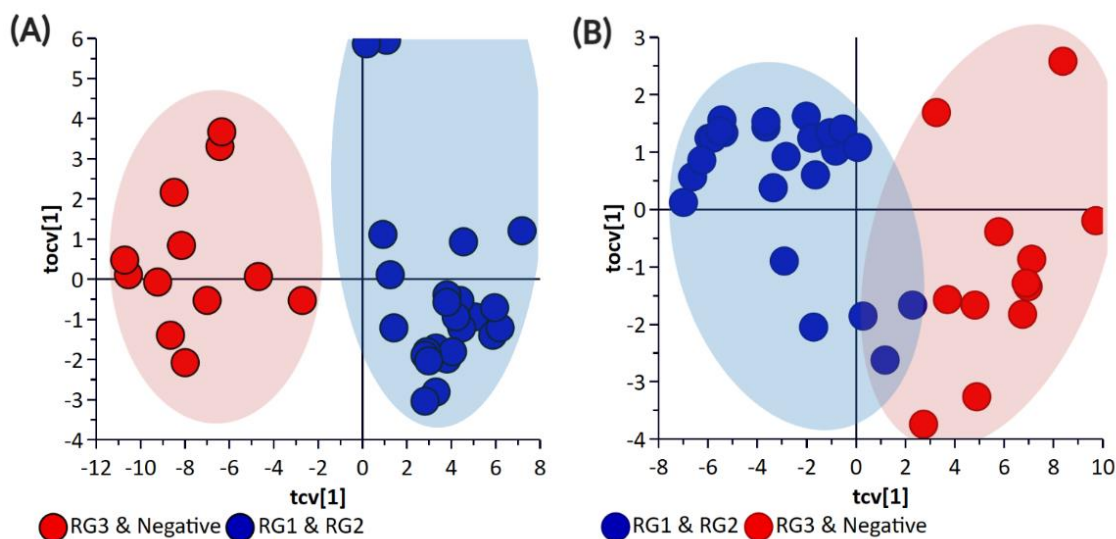 (A)
tocv[1]
6
5
4
3
2
1
0
-1
-2
-3
-4
-12 -10 -8 -6 -4 -2 0 2 4 6 8
tcv[1]
RG3 & Negative RG1 & RG2
(B)
tocv[1]
3
2
1
0
-1
-2
-3
-4
-8 -6 -4 -2 0 2 4 6 8 10
tcv[1]
RG1 & RG2 RG3 & Negative